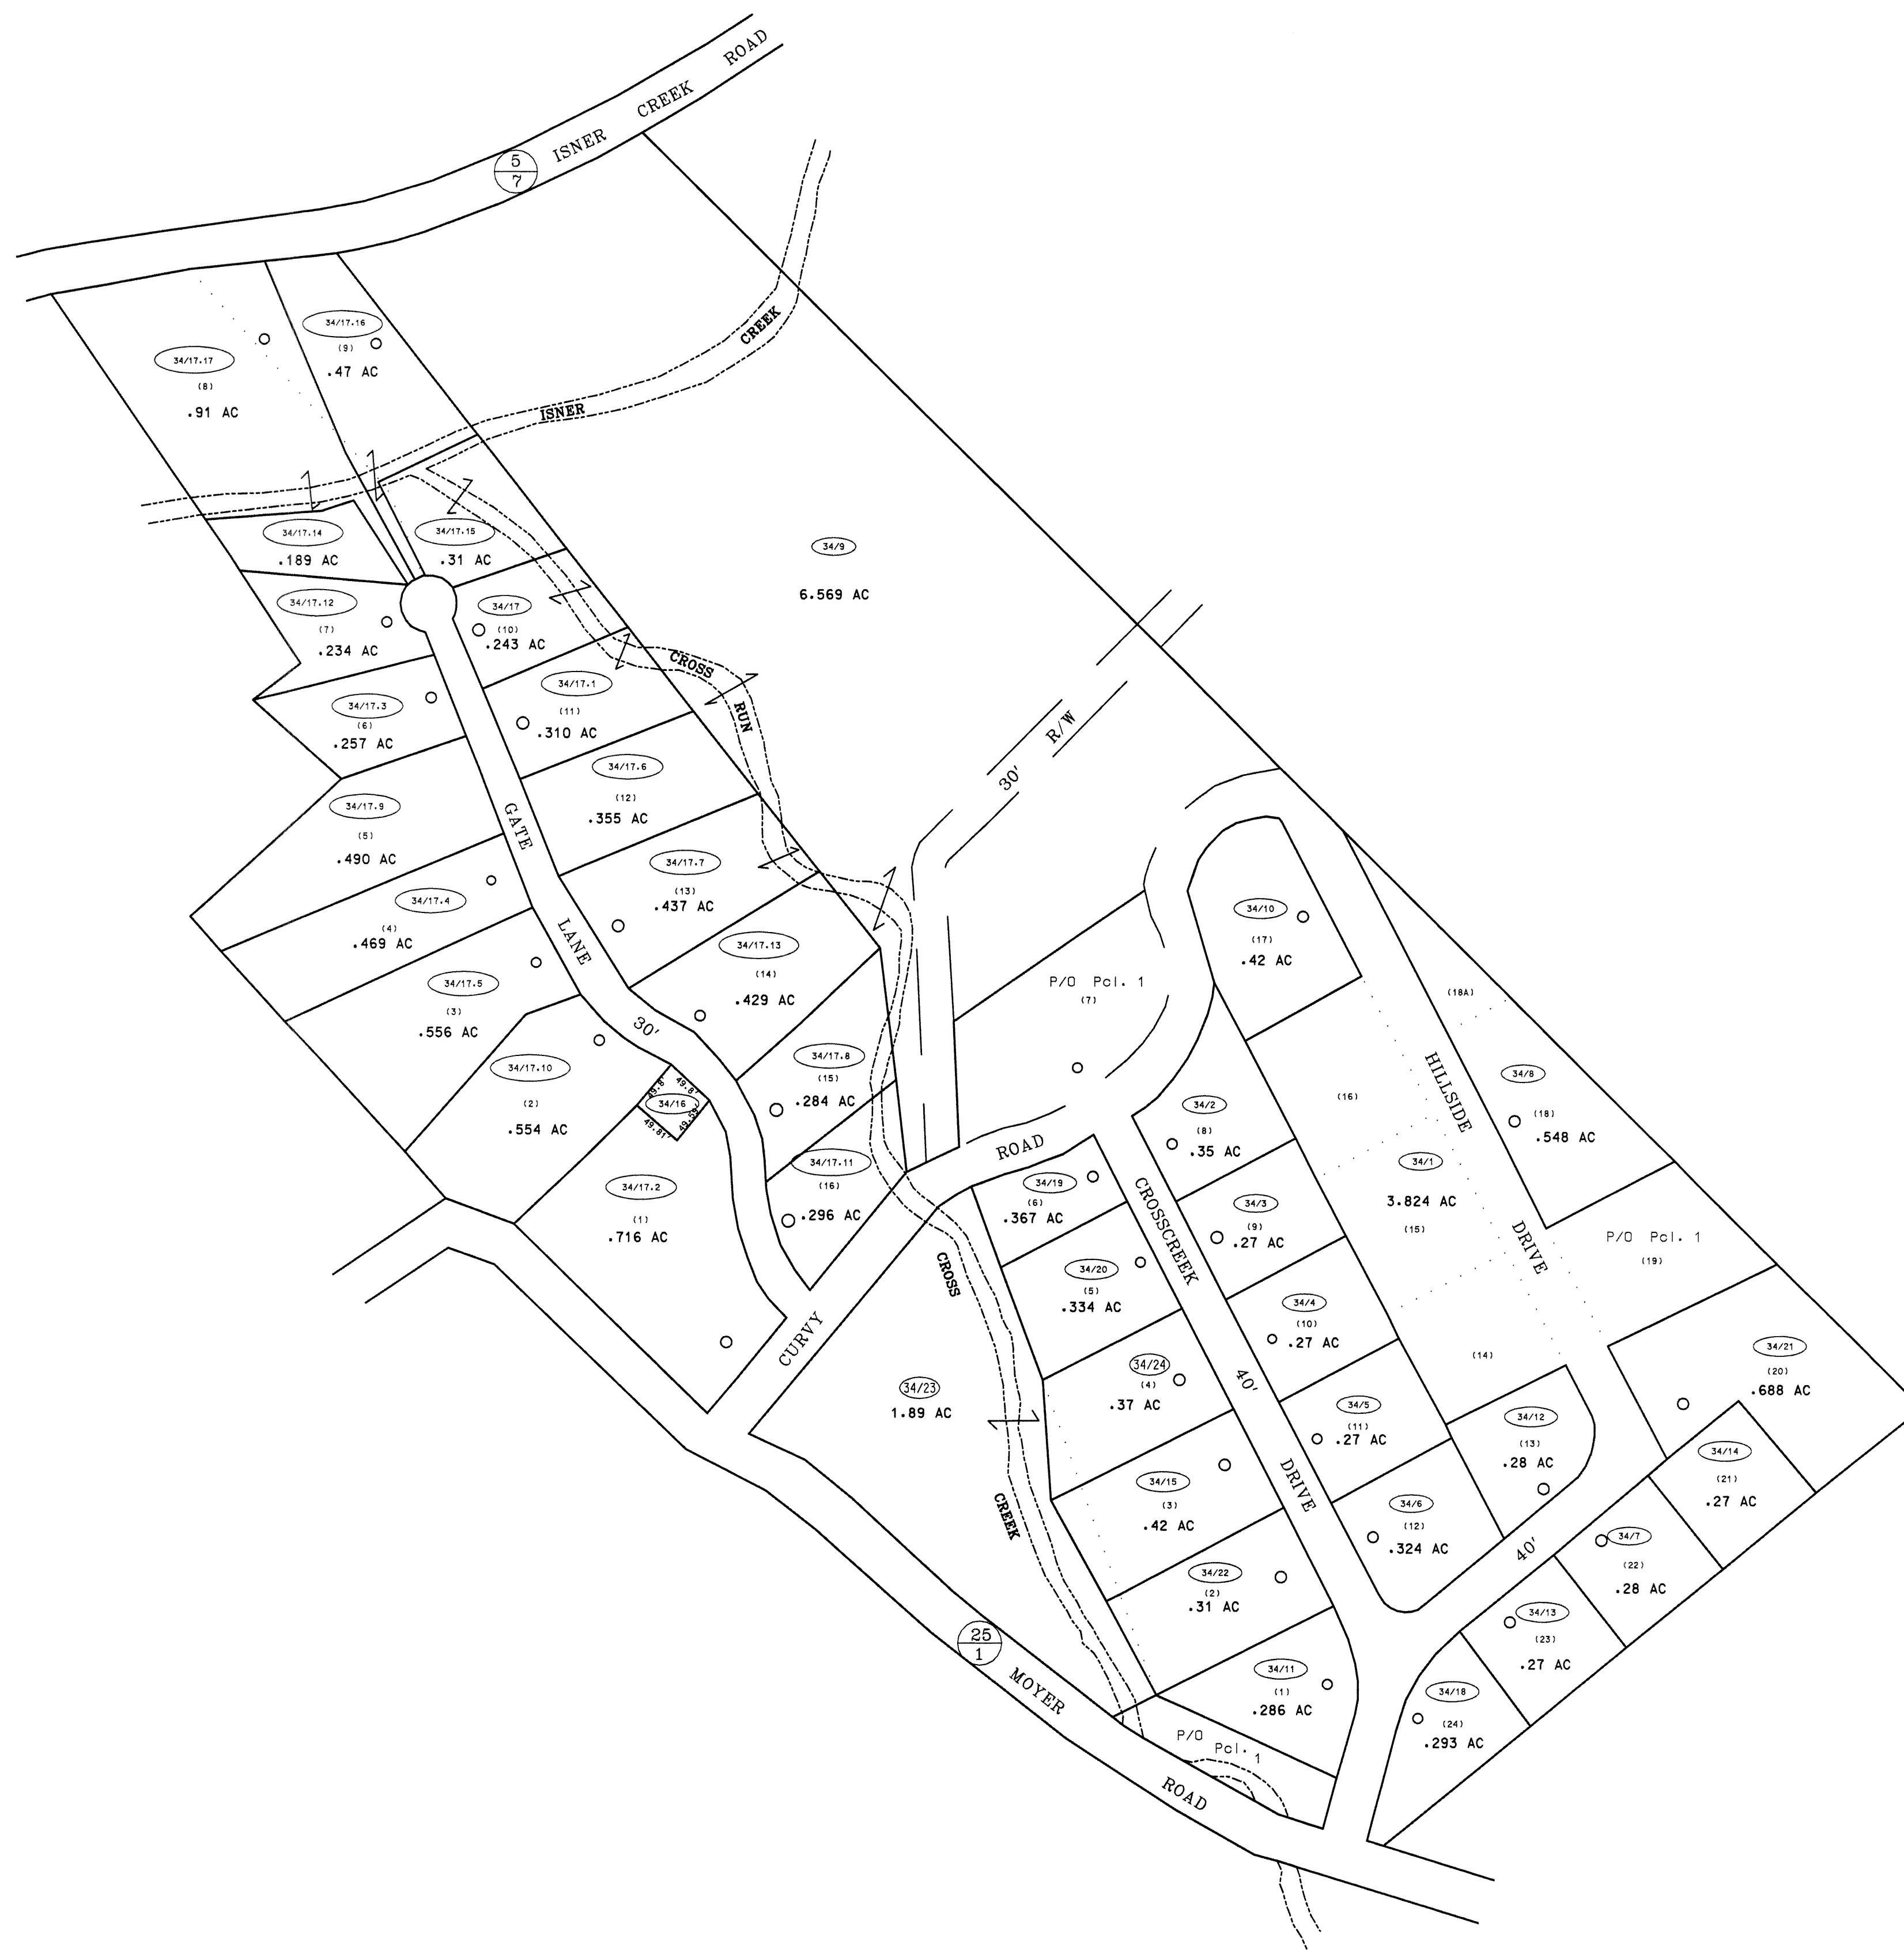 ISNER CREEK ROAD
5
7
34/17.16
(9)
.47 AC
34/17.17
(8)
.91 AC
CREEK
ISNER
34/17.14
.189 AC
34/17.15
.31 AC
34/9
6.569 AC
34/17.12
(7)
.234 AC
34/17
(10)
.243 AC
CROSS
RUN
34/17.3
(6)
.257 AC
34/17.1
(11)
.310 AC
30' R/W
34/17.9
(5)
.490 AC
GATE
LANE
30'
34/17.6
(12)
.355 AC
34/17.4
(4)
.469 AC
34/17.7
(13)
.437 AC
34/17.5
(3)
.556 AC
34/17.13
(14)
.429 AC
34/17.10
(2)
.554 AC
49.8'
49.8'
34/16
49.81'
49.59'
34/17.8
(15)
.284 AC
34/17.2
(1)
.716 AC
34/17.11
(16)
.296 AC
P/O Pcl. 1
(7)
34/10
(17)
.42 AC
(18A)
34/8
(18)
.548 AC
HILLSIDE
DRIVE
(16)
34/1
3.824 AC
(15)
(14)
P/O Pcl. 1
(19)
CURVY
ROAD
34/2
(8)
.35 AC
34/19
(6)
.367 AC
CROSSCREEK
40'
DRIVE
34/3
(9)
.27 AC
34/20
(5)
.334 AC
34/4
(10)
.27 AC
34/24
(4)
.37 AC
34/5
(11)
.27 AC
34/23
1.89 AC
CROSS
CREEK
34/21
(20)
.688 AC
34/12
(13)
.28 AC
34/14
(21)
.27 AC
34/15
(3)
.42 AC
34/6
(12)
.324 AC
40'
34/7
(22)
.28 AC
34/22
(2)
.31 AC
34/13
(23)
.27 AC
25
1
MOYER
ROAD
34/11
(1)
.286 AC
34/18
(24)
.293 AC
P/O Pcl. 1